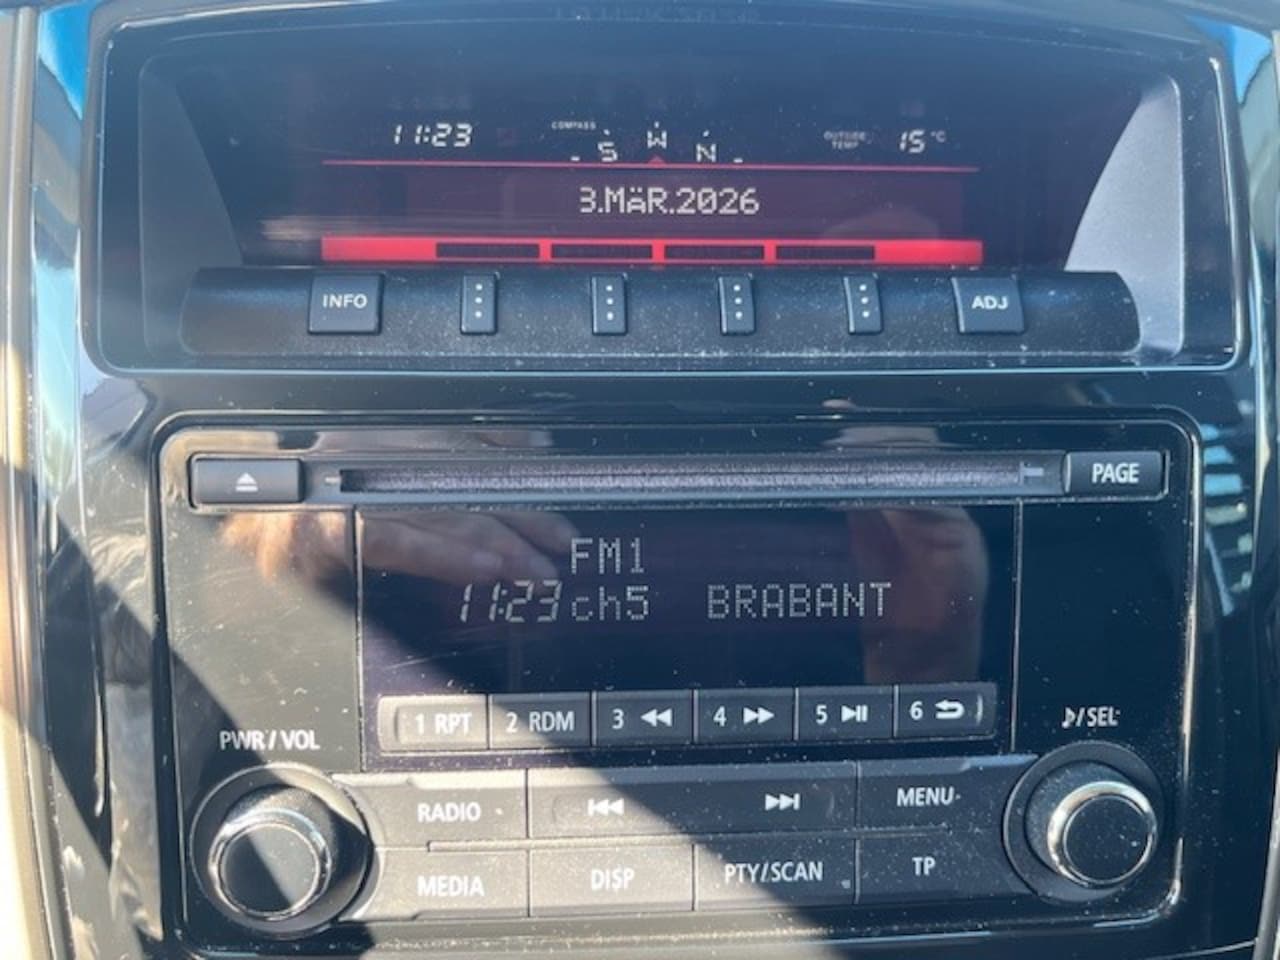 11:23 COMPASS S W N OUTSIDE TEMP 15 °C
3.MÄR.2026
INFO ADJ
PAGE
FM1
11:23 ch5 BRABANT
1 RPT 2 RDM 3 4 5 6
PWR/VOL /SEL
RADIO MENU
MEDIA DISP PTY/SCAN TP